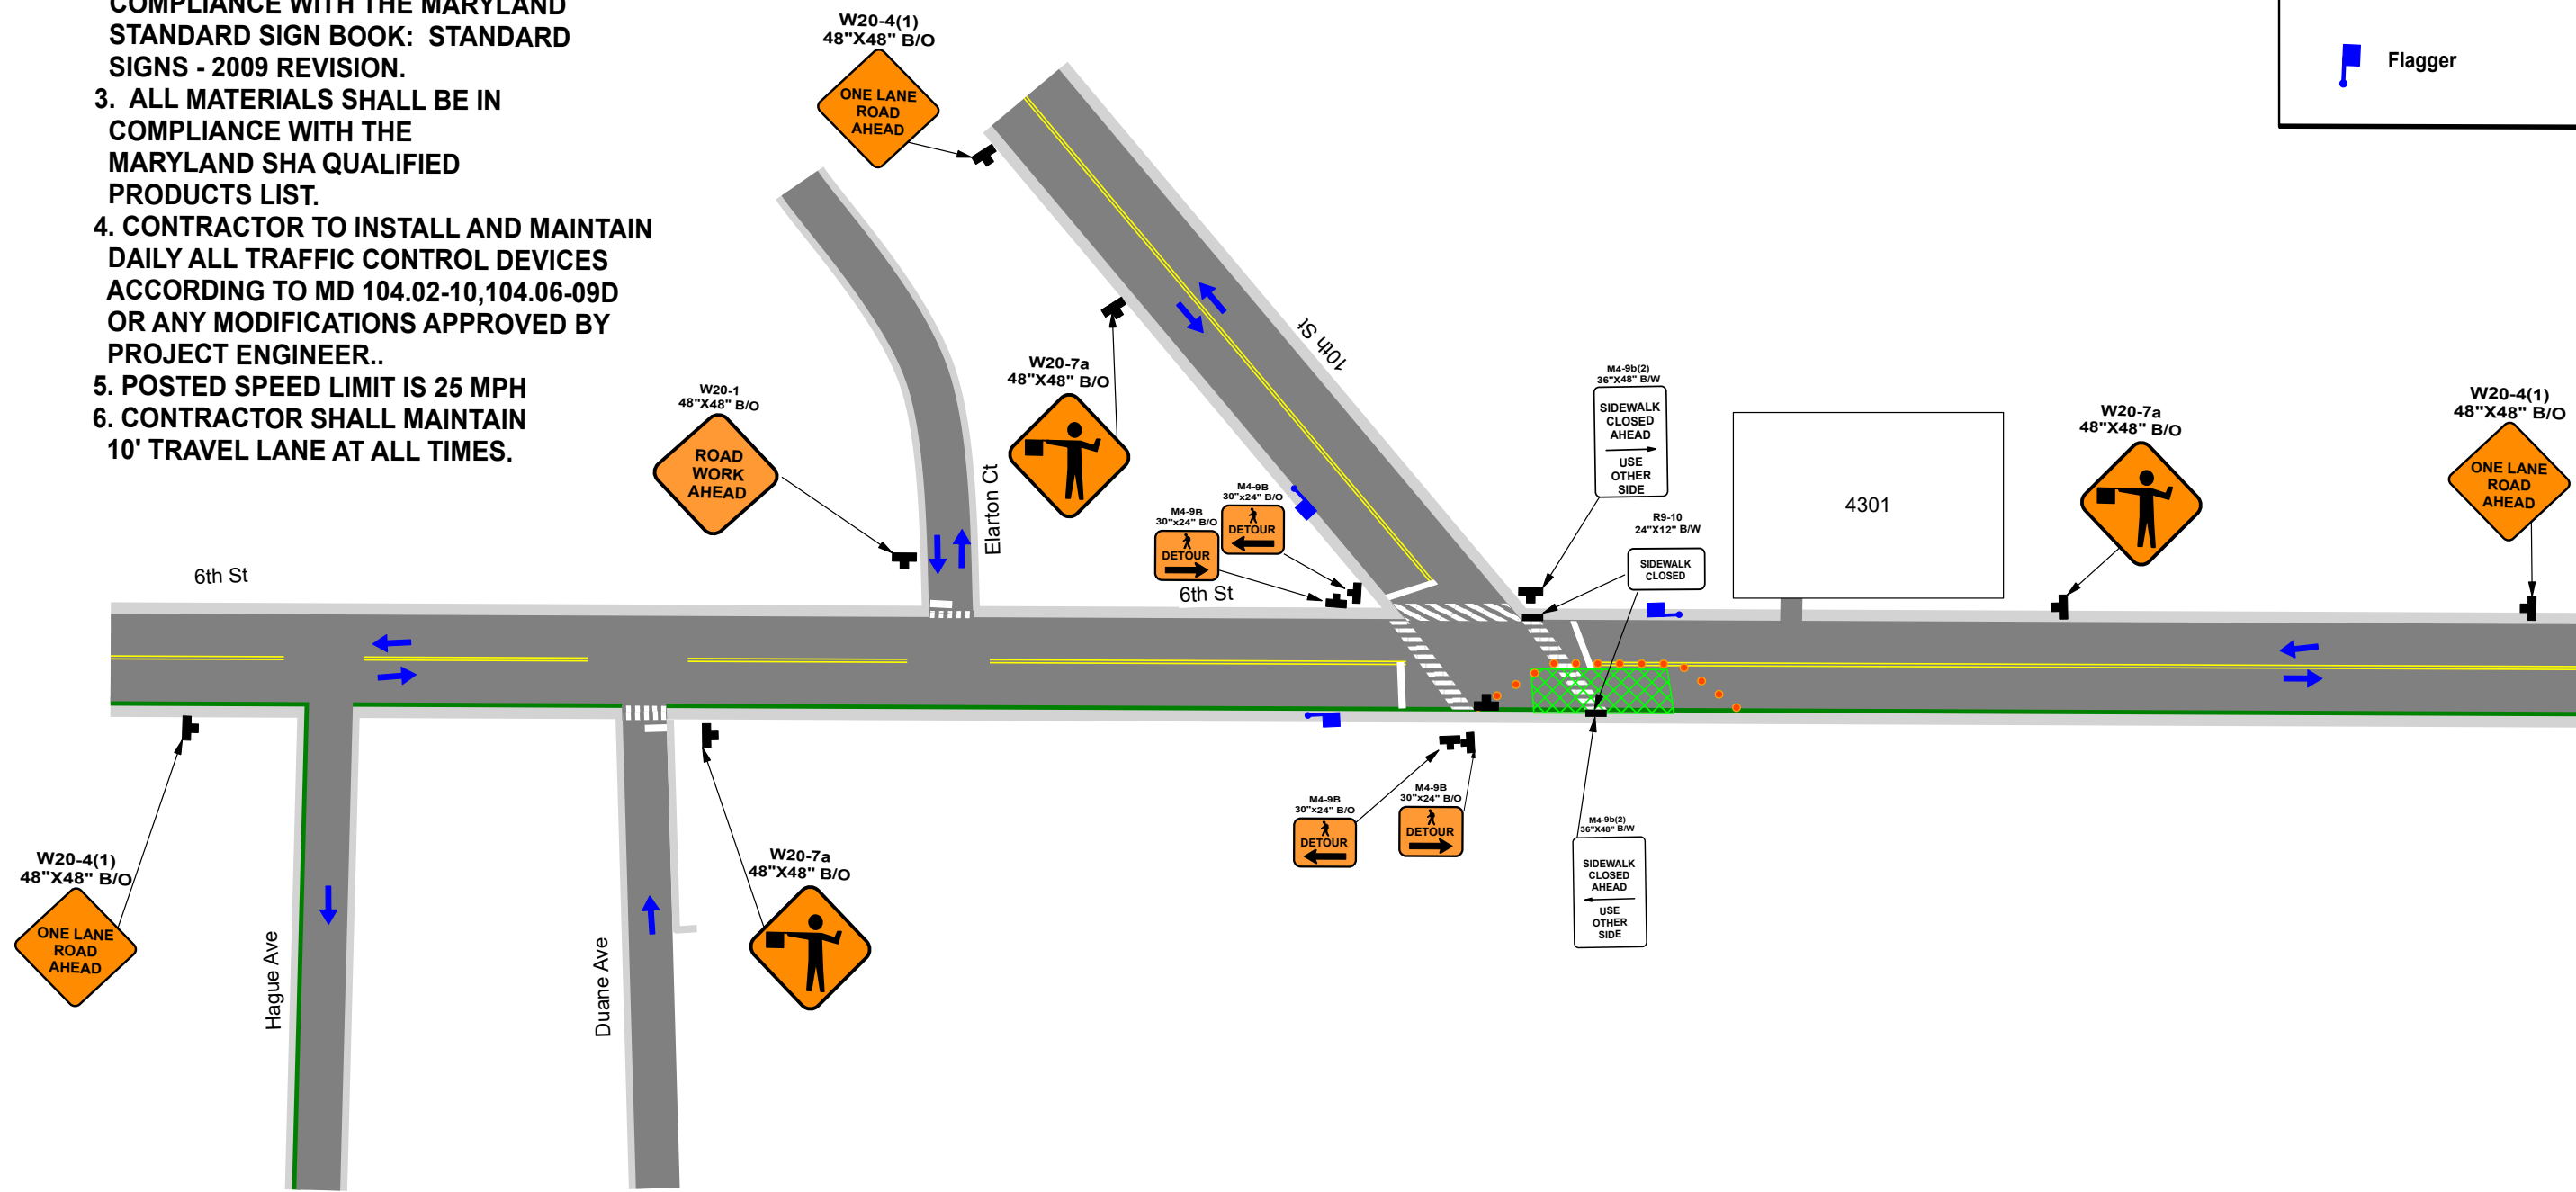 COMPLIANCE WITH THE MARYLAND
STANDARD SIGN BOOK: STANDARD
SIGNS - 2009 REVISION.
3. ALL MATERIALS SHALL BE IN
COMPLIANCE WITH THE
MARYLAND SHA QUALIFIED
PRODUCTS LIST.
4. CONTRACTOR TO INSTALL AND MAINTAIN
DAILY ALL TRAFFIC CONTROL DEVICES
ACCORDING TO MD 104.02-10,104.06-09D
OR ANY MODIFICATIONS APPROVED BY
PROJECT ENGINEER..
5. POSTED SPEED LIMIT IS 25 MPH
6. CONTRACTOR SHALL MAINTAIN
10' TRAVEL LANE AT ALL TIMES.
W20-4(1)
48"X48" B/O
ONE LANE
ROAD
AHEAD
Flagger
W20-1
48"X48" B/O
ROAD
WORK
AHEAD
Elarton Ct
W20-7a
48"X48" B/O
10th St
M4-9B
30"x24" B/O
DETOUR
M4-9B
30"x24" B/O
DETOUR
M4-9b(2)
36"X48" B/W
SIDEWALK
CLOSED
AHEAD
USE
OTHER
SIDE
R9-10
24"X12" B/W
SIDEWALK
CLOSED
4301
W20-7a
48"X48" B/O
W20-4(1)
48"X48" B/O
ONE LANE
ROAD
AHEAD
6th St
6th St
W20-4(1)
48"X48" B/O
ONE LANE
ROAD
AHEAD
Hague Ave
Duane Ave
W20-7a
48"X48" B/O
M4-9B
30"x24" B/O
DETOUR
M4-9B
30"x24" B/O
DETOUR
M4-9b(2)
36"X48" B/W
SIDEWALK
CLOSED
AHEAD
USE
OTHER
SIDE